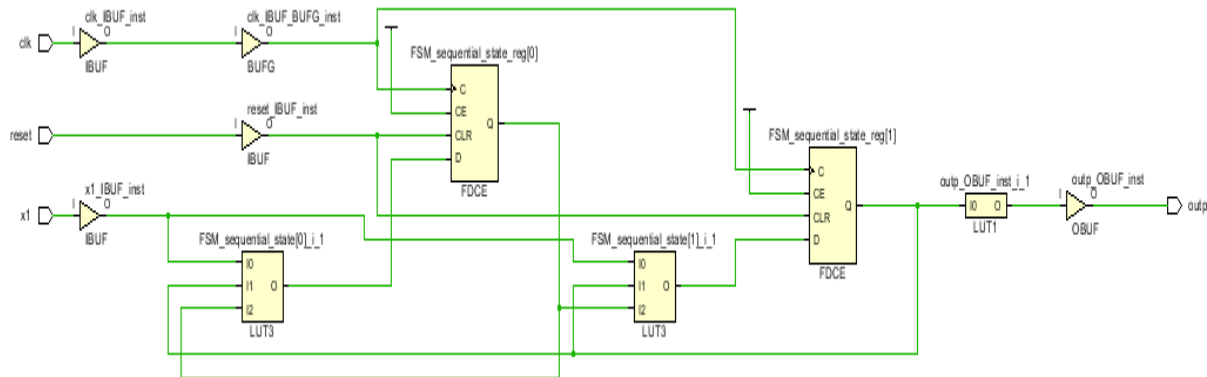 clk_IBUF_inst
clk_IBUF_BUFG_inst
clk
I
O
I
O
IBUF
BUFG
FSM_sequential_state_reg[0]
C
CE
CLR
D
Q
FDCE
reset_IBUF_inst
reset
I
O
IBUF
FSM_sequential_state_reg[1]
C
CE
CLR
D
Q
FDCE
x1_IBUF_inst
x1
I
O
IBUF
outp_OBUF_inst_i_1
I0
O
LUT1
outp_OBUF_inst
I
O
OBUF
outp
FSM_sequential_state[0]_i_1
I0
I1
I2
O
LUT3
FSM_sequential_state[1]_i_1
I0
I1
I2
O
LUT3